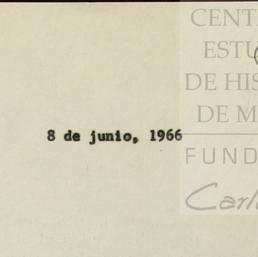 CENT
ESTU
DE HIS
DE M
8 de junio, 1966
FUND
Carl